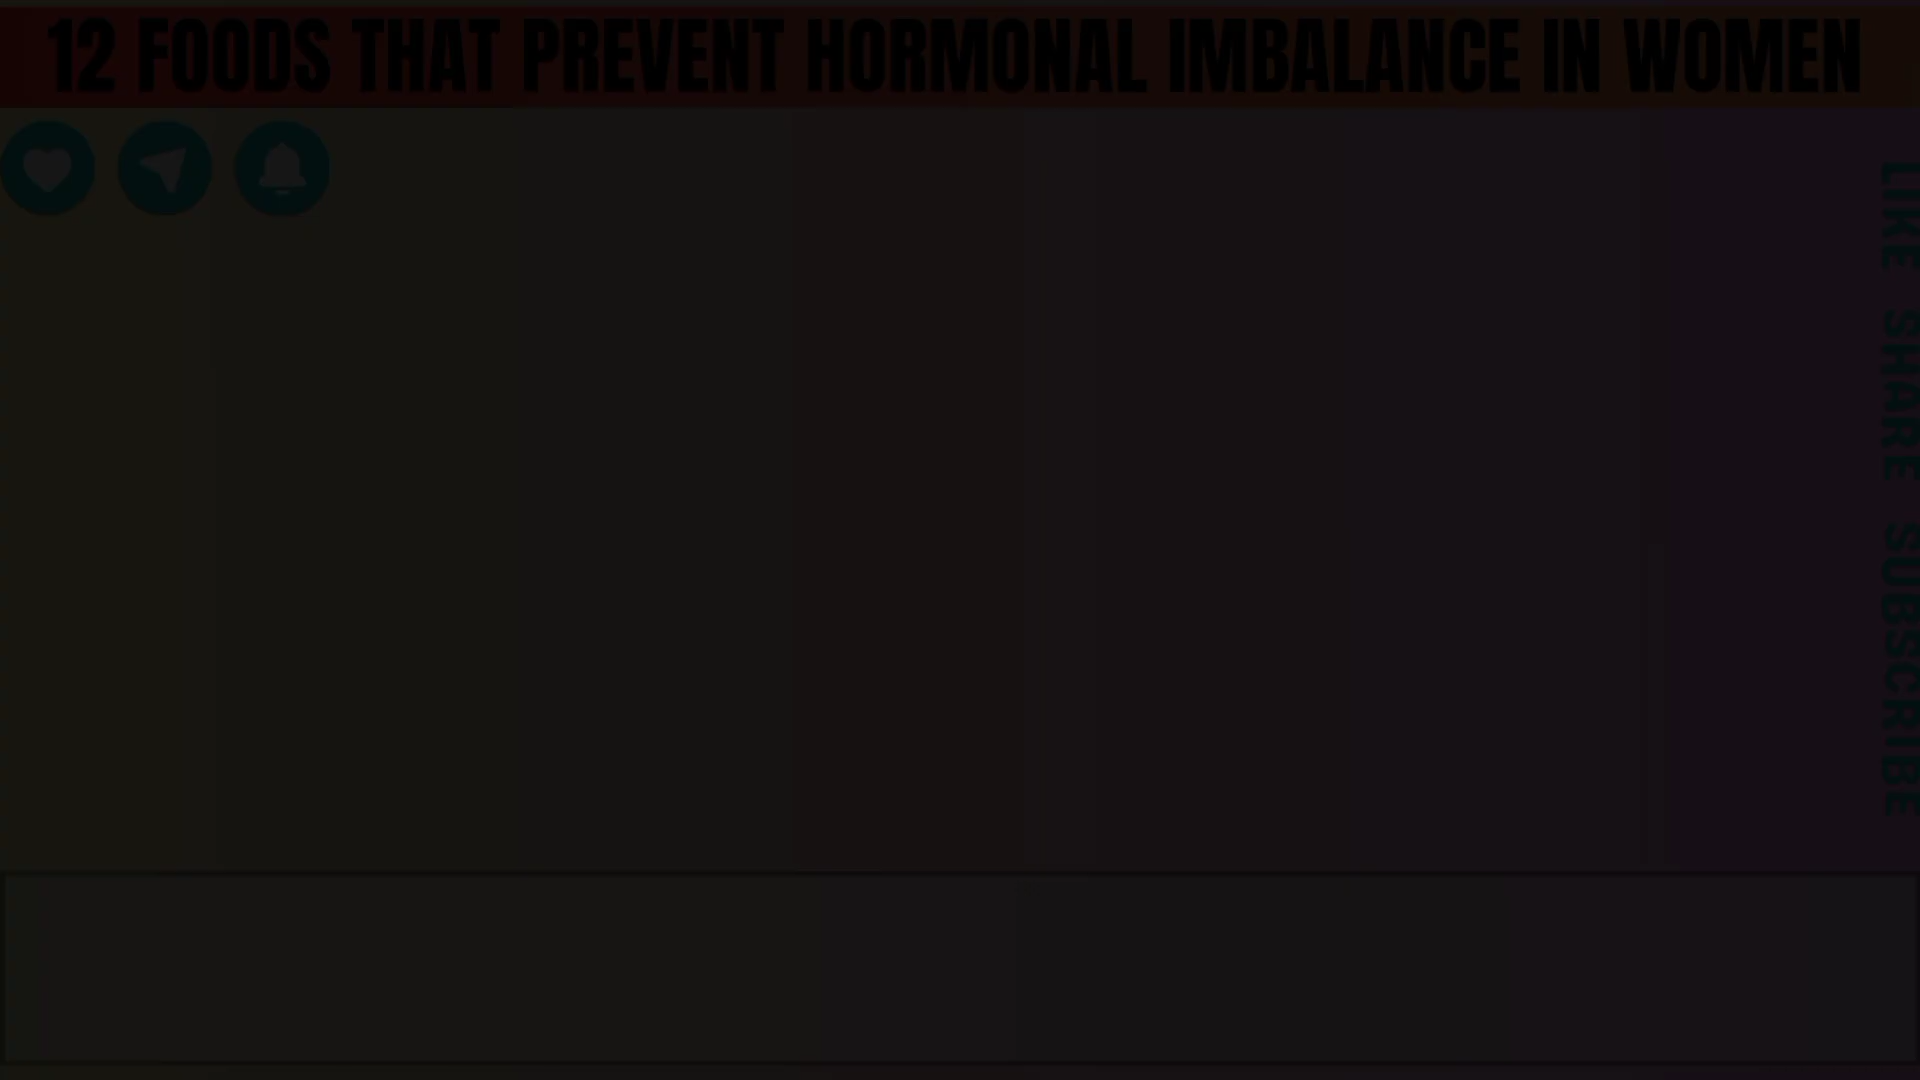 12 FOODS THAT PREVENT HORMONAL IMBALANCE IN WOMEN
LIKE SHARE SUBSCRIBE